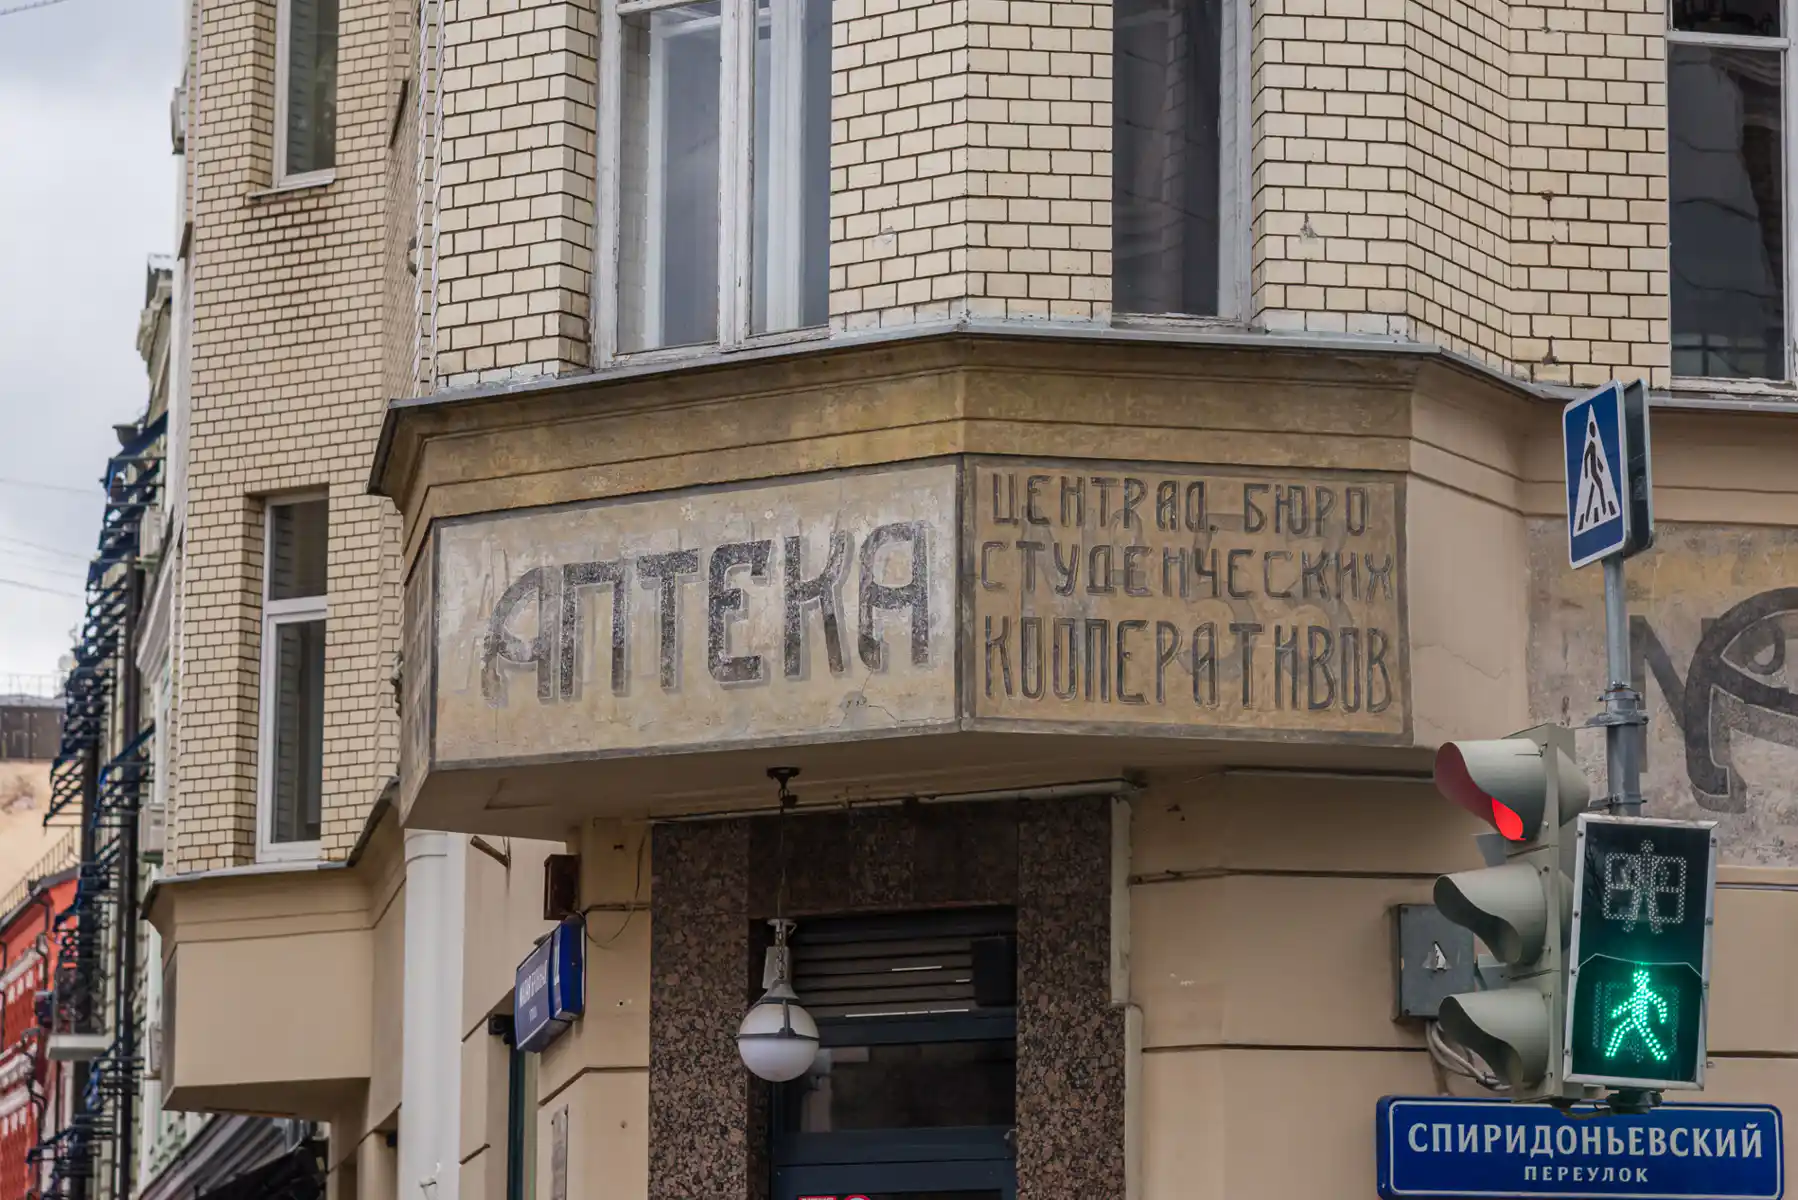 АПТЕКА
ЦЕНТРАЛ. БЮРО
СТУДЕНЧЕСКИХ
КООПЕРАТИВОВ
СПИРИДОНЬЕВСКИЙ
ПЕРЕУЛОК